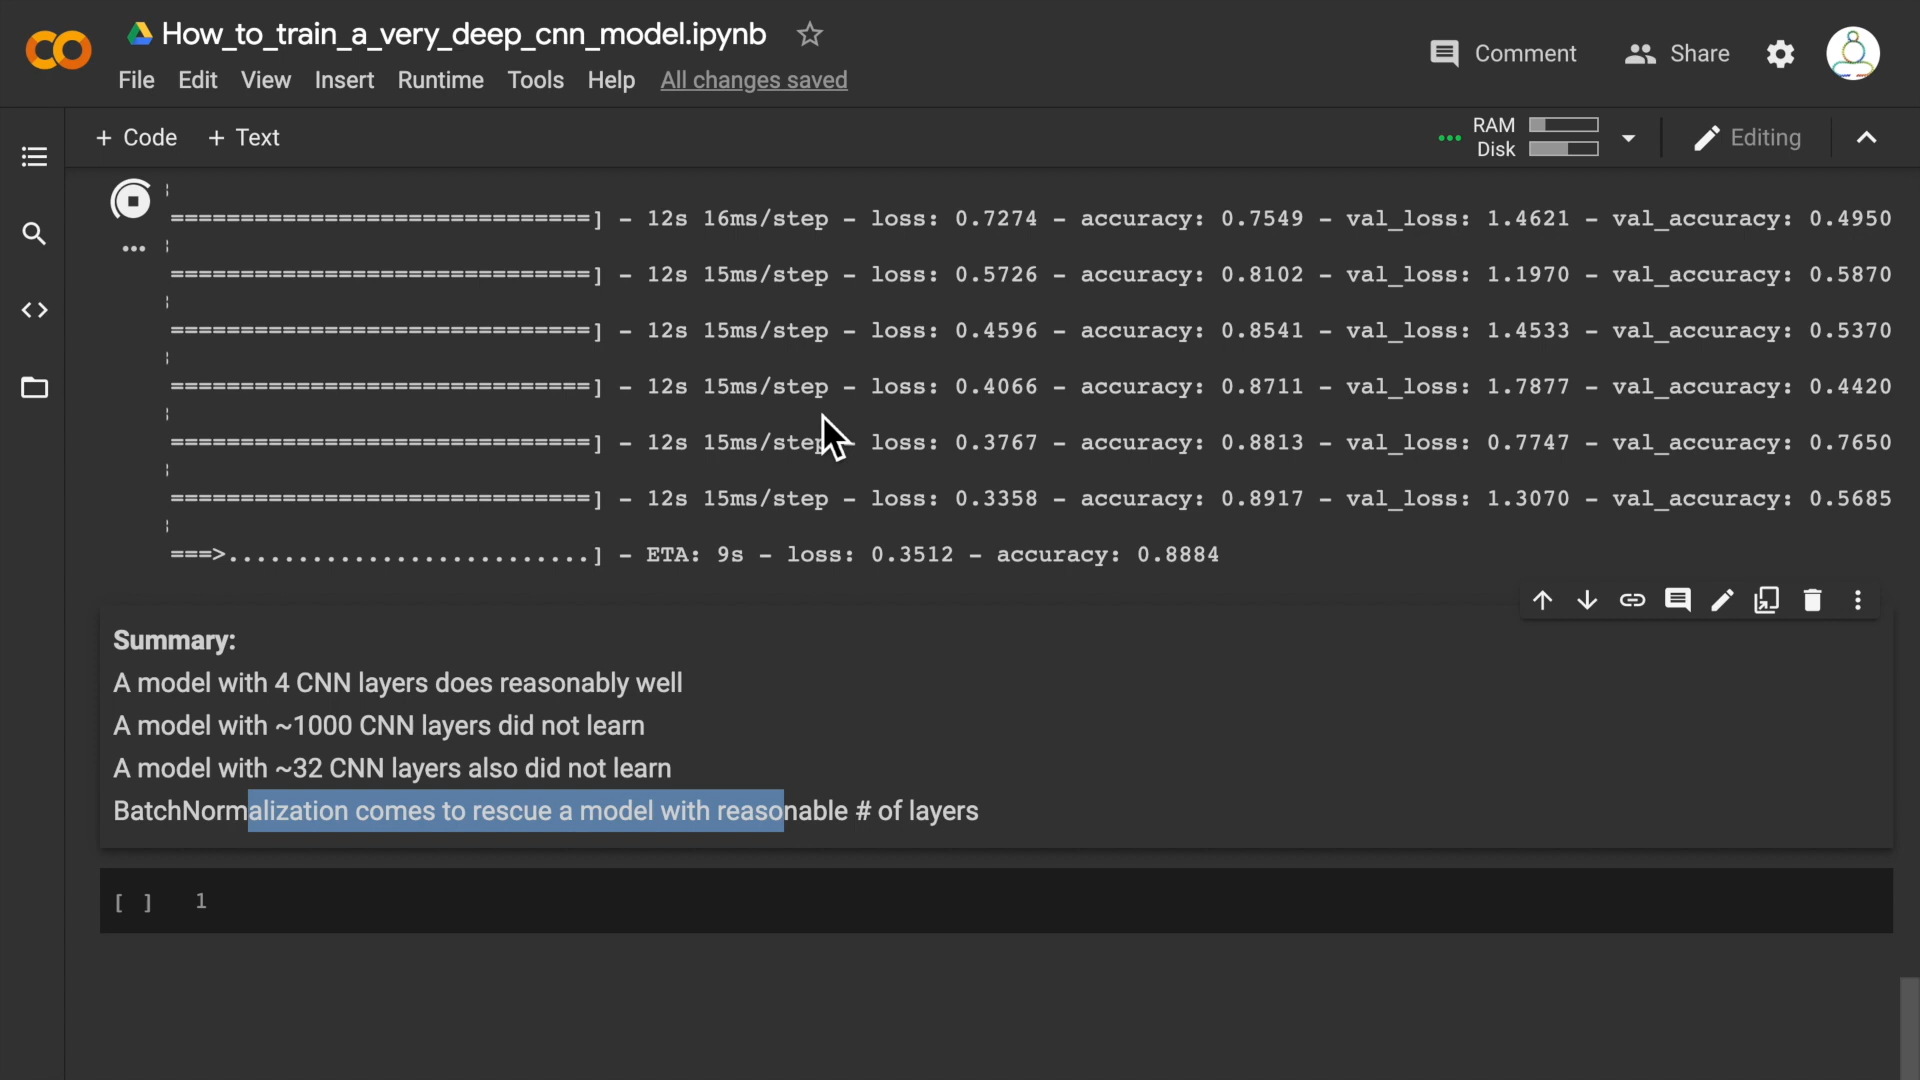 How_to_train_a_very_deep_cnn_model.ipynb
Comment
Share
File Edit View Insert Runtime Tools Help All changes saved
+ Code + Text
RAM
Disk
Editing
==============================] - 12s 16ms/step - loss: 0.7274 - accuracy: 0.7549 - val_loss: 1.4621 - val_accuracy: 0.4950
==============================] - 12s 15ms/step - loss: 0.5726 - accuracy: 0.8102 - val_loss: 1.1970 - val_accuracy: 0.5870
==============================] - 12s 15ms/step - loss: 0.4596 - accuracy: 0.8541 - val_loss: 1.4533 - val_accuracy: 0.5370
==============================] - 12s 15ms/step - loss: 0.4066 - accuracy: 0.8711 - val_loss: 1.7877 - val_accuracy: 0.4420
==============================] - 12s 15ms/step - loss: 0.3767 - accuracy: 0.8813 - val_loss: 0.7747 - val_accuracy: 0.7650
==============================] - 12s 15ms/step - loss: 0.3358 - accuracy: 0.8917 - val_loss: 1.3070 - val_accuracy: 0.5685
===>..........................] - ETA: 9s - loss: 0.3512 - accuracy: 0.8884
Summary:
A model with 4 CNN layers does reasonably well
A model with ~1000 CNN layers did not learn
A model with ~32 CNN layers also did not learn
BatchNormalization comes to rescue a model with reasonable # of layers
[ ] 1